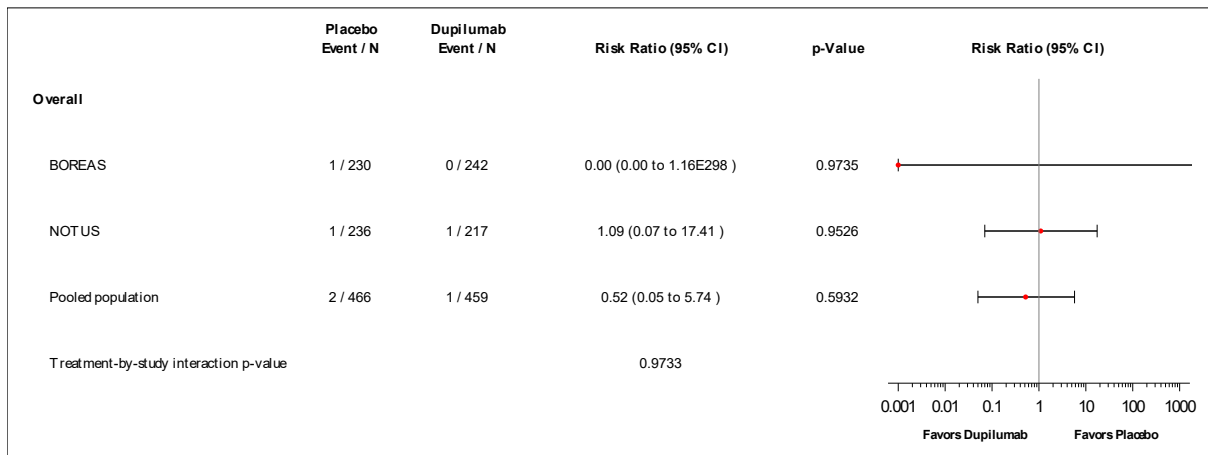 Placebo Dupilumab
Event / N Event / N Risk Ratio (95% CI) p-Value Risk Ratio (95% CI)
Overall
BOREAS 1 / 230 0 / 242 0.00 (0.00 to 1.16E298 ) 0.9735
NOTUS 1 / 236 1 / 217 1.09 (0.07 to 17.41 ) 0.9526
Pooled population 2 / 466 1 / 459 0.52 (0.05 to 5.74 ) 0.5932
Treatment-by-study interaction p-value 0.9733
0.001 0.01 0.1 1 10 100 1000
Favors Dupilumab Favors Placebo